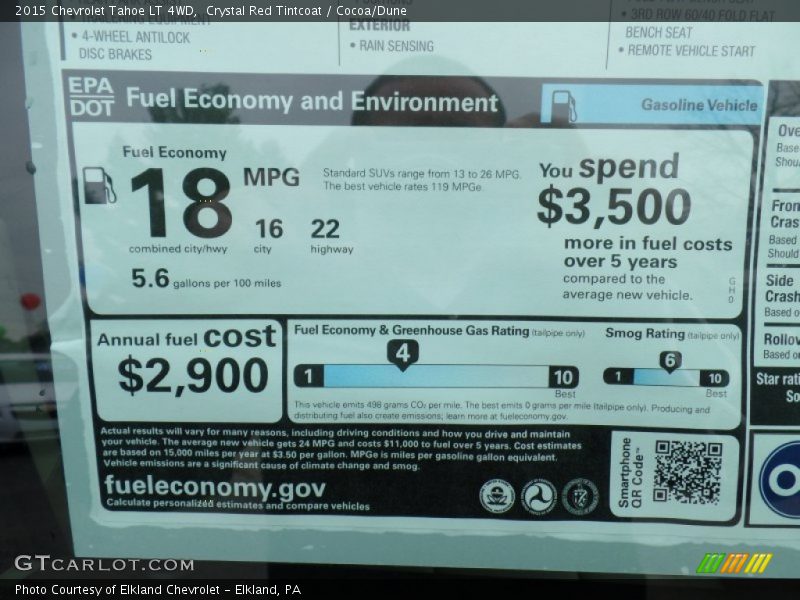 2015 Chevrolet Tahoe LT 4WD, Crystal Red Tintcoat / Cocoa/Dune
• 4-WHEEL ANTILOCK
DISC BRAKES
EXTERIOR
• RAIN SENSING
• 3RD ROW 60/40 FOLD FLAT
BENCH SEAT
• REMOTE VEHICLE START
EPA
DOT
Fuel Economy and Environment
Gasoline Vehicle
Fuel Economy
18 MPG
combined city/hwy
16
city
22
highway
5.6 gallons per 100 miles
Standard SUVs range from 13 to 26 MPG.
The best vehicle rates 119 MPGe.
You spend
$3,500
more in fuel costs
over 5 years
compared to the
average new vehicle.
Annual fuel cost
$2,900
Fuel Economy & Greenhouse Gas Rating (tailpipe only)
4
1
10
Best
Smog Rating (tailpipe only)
6
1
10
Best
This vehicle emits 498 grams CO₂ per mile. The best emits 0 grams per mile (tailpipe only). Producing and
distributing fuel also create emissions; learn more at fueleconomy.gov.
Actual results will vary for many reasons, including driving conditions and how you drive and maintain
your vehicle. The average new vehicle gets 24 MPG and costs $11,000 to fuel over 5 years. Cost estimates
are based on 15,000 miles per year at $3.50 per gallon. MPGe is miles per gasoline gallon equivalent.
Vehicle emissions are a significant cause of climate change and smog.
fueleconomy.gov
Calculate personalized estimates and compare vehicles
Smartphone
QR Code™
Side
Crash
Star rati
GTCARLOT.COM
Photo Courtesy of Elkland Chevrolet - Elkland, PA